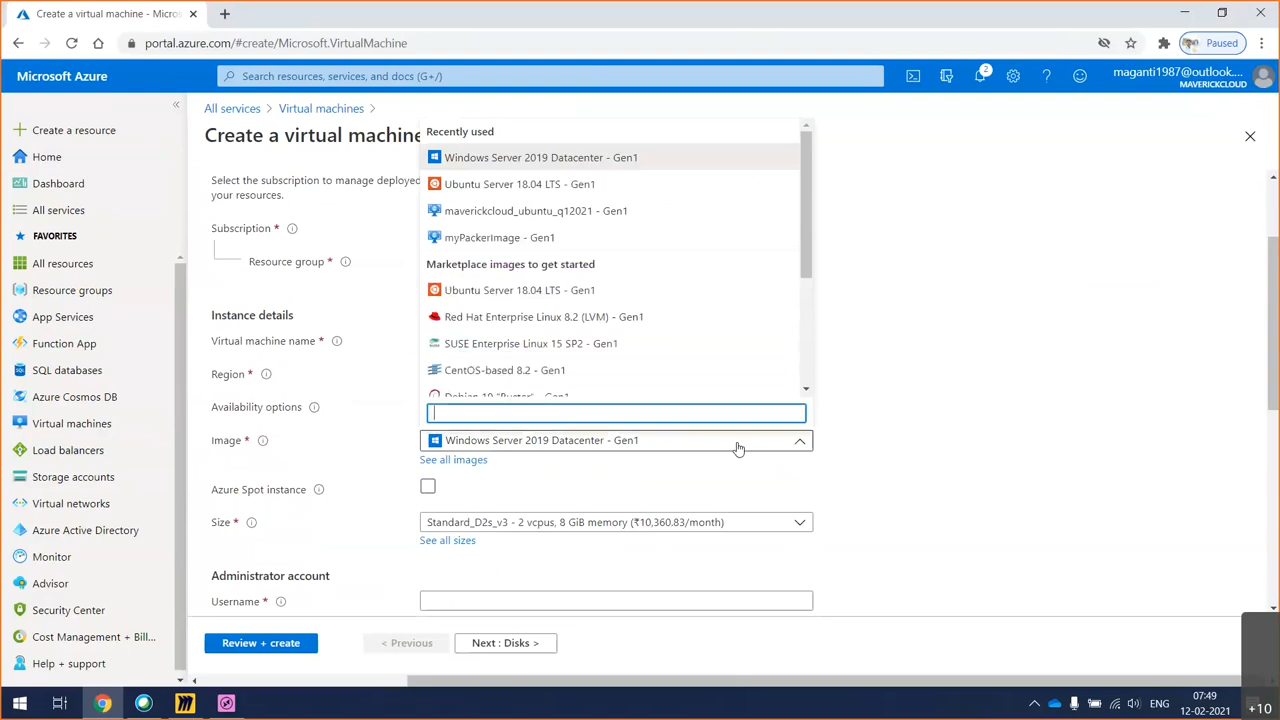 Create a virtual machine - Micros
portal.azure.com/#create/Microsoft.VirtualMachine
Paused
Microsoft Azure
Search resources, services, and docs (G+/)
2
maganti1987@outlook....
MAVERICKCLOUD
Create a resource
Home
Dashboard
All services
FAVORITES
All resources
Resource groups
App Services
Function App
SQL databases
Azure Cosmos DB
Virtual machines
Load balancers
Storage accounts
Virtual networks
Azure Active Directory
Monitor
Advisor
Security Center
Cost Management + Bill...
Help + support
All services > Virtual machines >
Create a virtual machine
Select the subscription to manage deployed
your resources.
Subscription *
Resource group *
Instance details
Virtual machine name *
Region *
Availability options
Image *
Recently used
Windows Server 2019 Datacenter - Gen1
Ubuntu Server 18.04 LTS - Gen1
maverickcloud_ubuntu_q12021 - Gen1
myPackerImage - Gen1
Marketplace images to get started
Ubuntu Server 18.04 LTS - Gen1
Red Hat Enterprise Linux 8.2 (LVM) - Gen1
SUSE Enterprise Linux 15 SP2 - Gen1
CentOS-based 8.2 - Gen1
Debian 10 "Buster" - Gen1
Windows Server 2019 Datacenter - Gen1
See all images
Azure Spot instance
Size *
Standard_D2s_v3 - 2 vcpus, 8 GiB memory (₹10,360.83/month)
See all sizes
Administrator account
Username *
Review + create
< Previous
Next : Disks >
ENG
07:49
12-02-2021
+10